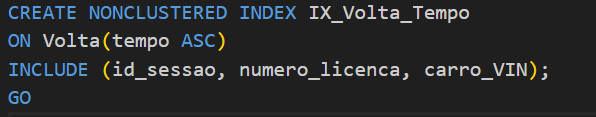 CREATE NONCLUSTERED INDEX IX_Volta_Tempo
ON Volta(tempo ASC)
INCLUDE (id_sessao, numero_licenca, carro_VIN);
GO